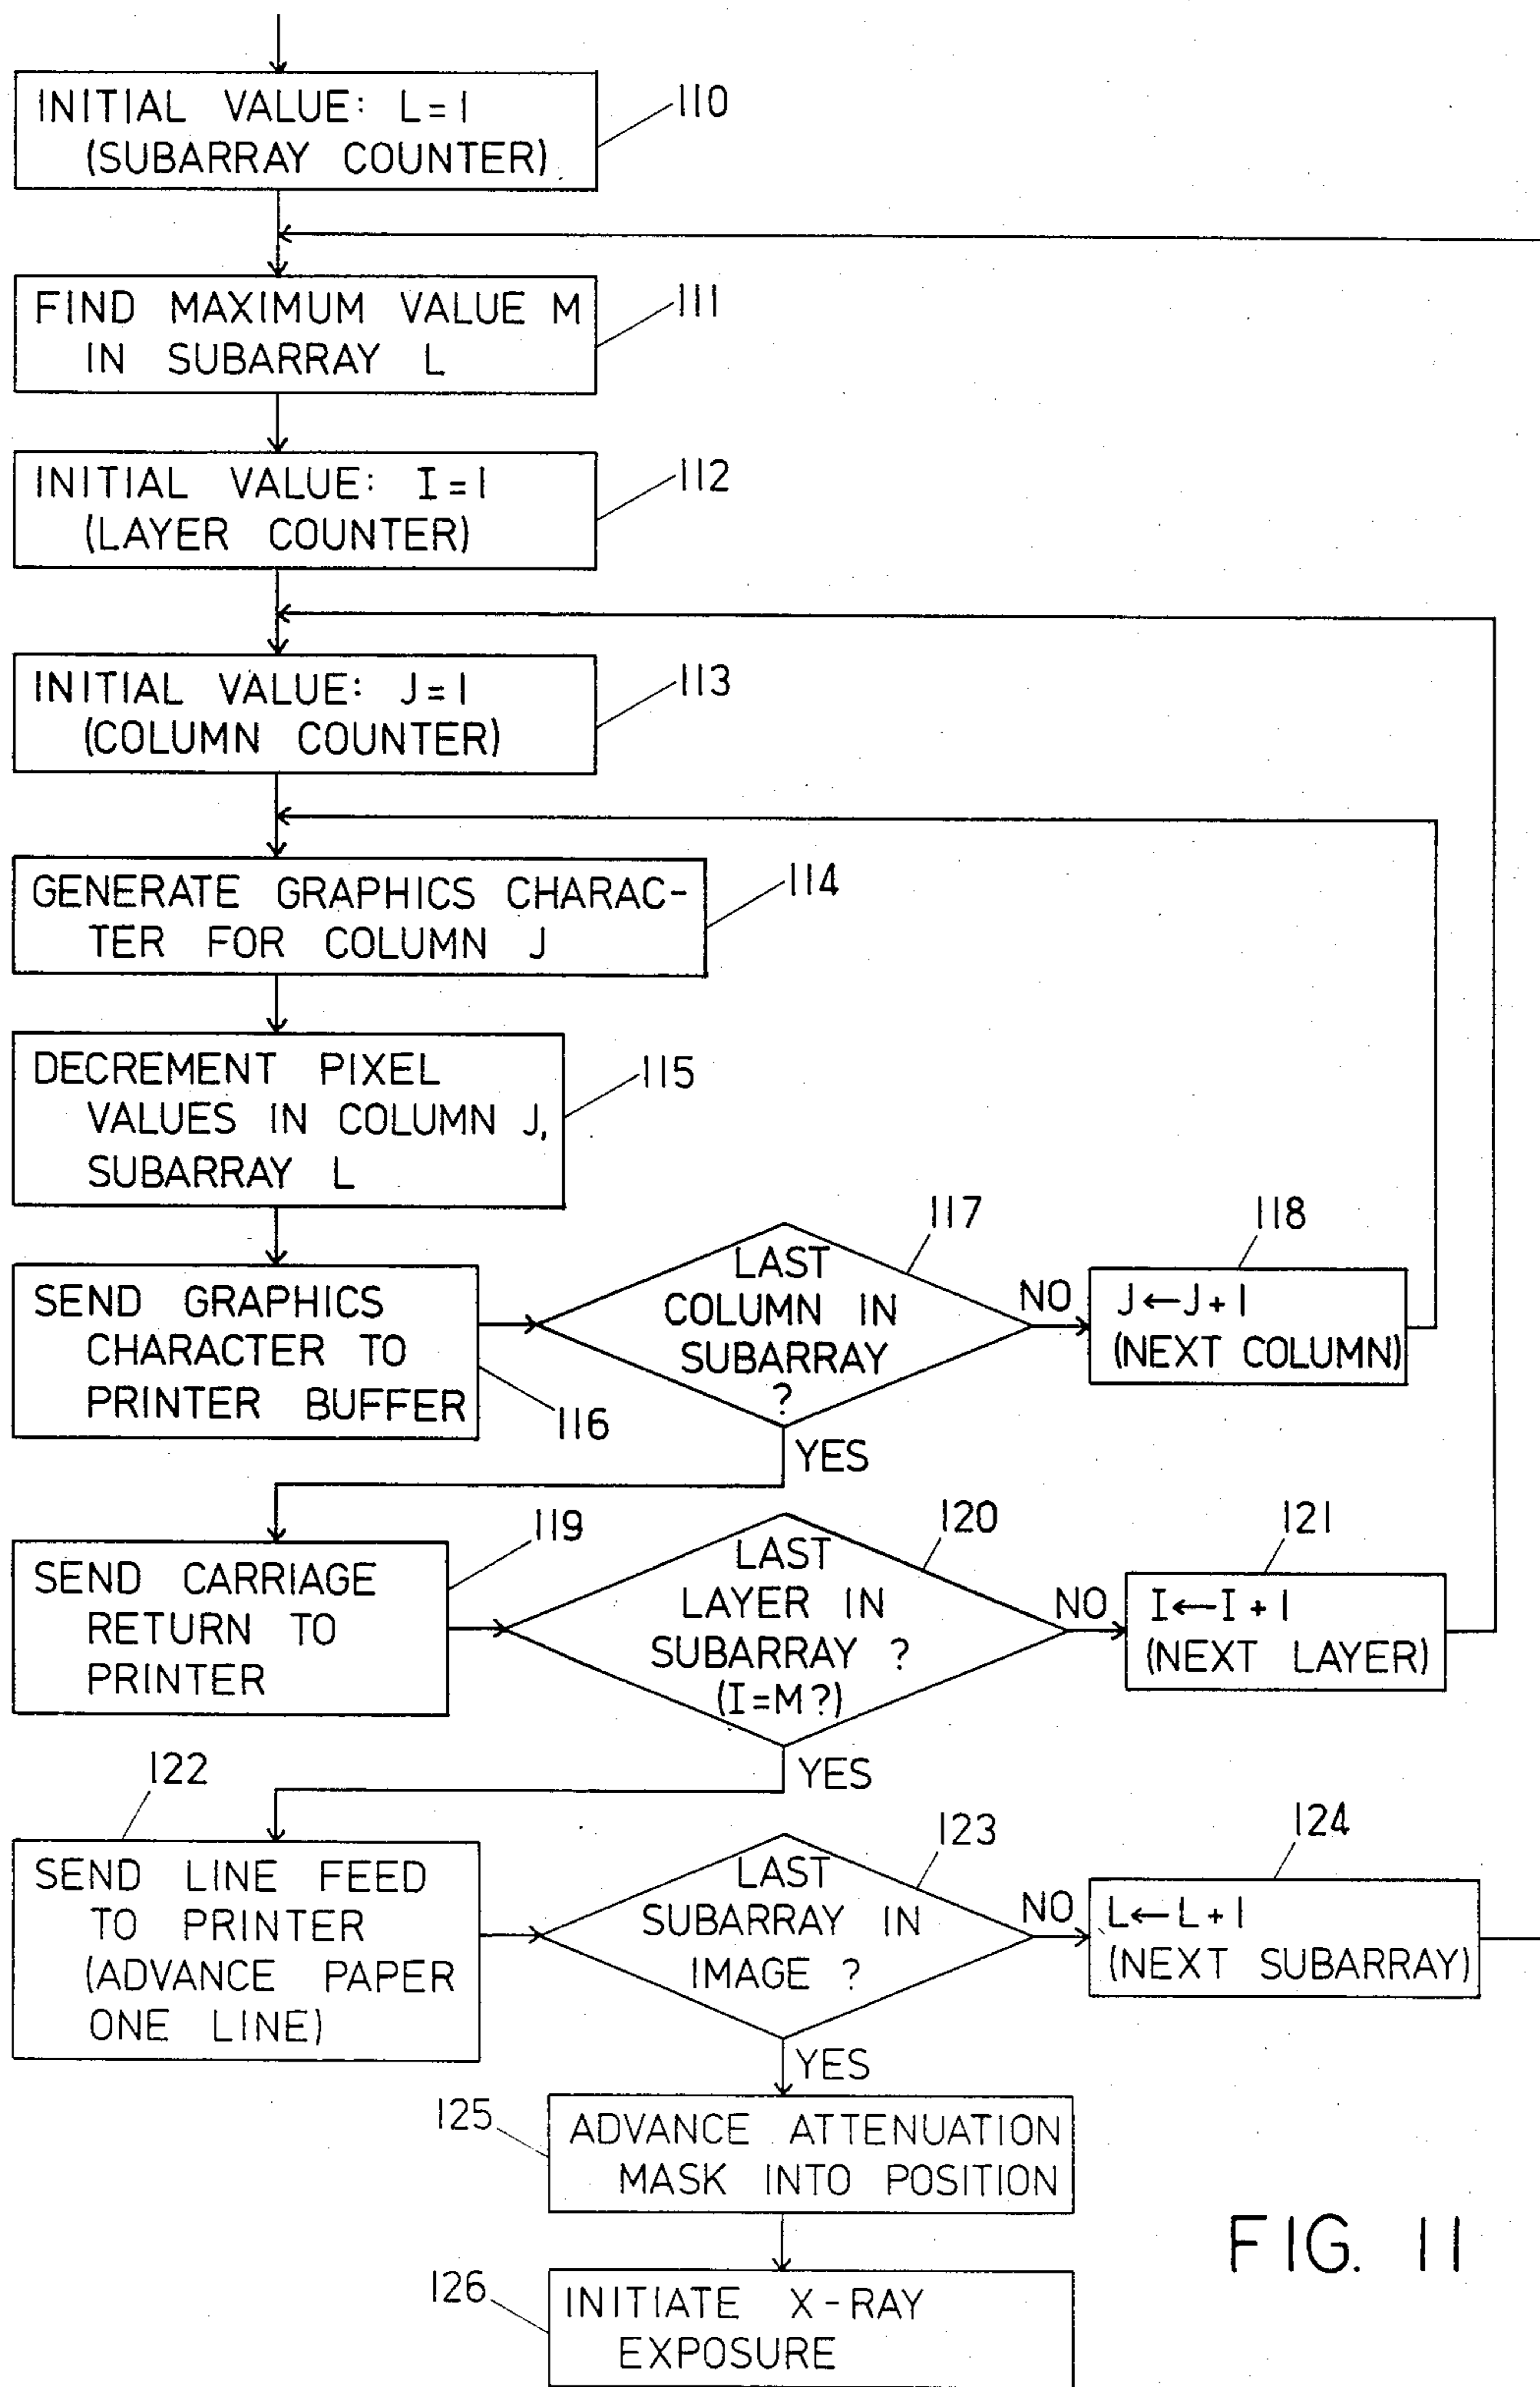 INITIAL VALUE: L=1
(SUBARRAY COUNTER)
110
FIND MAXIMUM VALUE M
IN SUBARRAY L
111
INITIAL VALUE: I=1
(LAYER COUNTER)
112
INITIAL VALUE: J=1
(COLUMN COUNTER)
113
GENERATE GRAPHICS CHARAC-
TER FOR COLUMN J
114
DECREMENT PIXEL
VALUES IN COLUMN J,
SUBARRAY L
115
SEND GRAPHICS
CHARACTER TO
PRINTER BUFFER
116
LAST
COLUMN IN
SUBARRAY
?
117
NO
YES
J←J+1
(NEXT COLUMN)
118
SEND CARRIAGE
RETURN TO
PRINTER
119
LAST
LAYER IN
SUBARRAY ?
(I=M?)
120
NO
YES
I←I+1
(NEXT LAYER)
121
122
SEND LINE FEED
TO PRINTER
(ADVANCE PAPER
ONE LINE)
LAST
SUBARRAY IN
IMAGE ?
123
NO
YES
L←L+1
(NEXT SUBARRAY)
124
125
ADVANCE ATTENUATION
MASK INTO POSITION
126
INITIATE X-RAY
EXPOSURE
FIG. 11